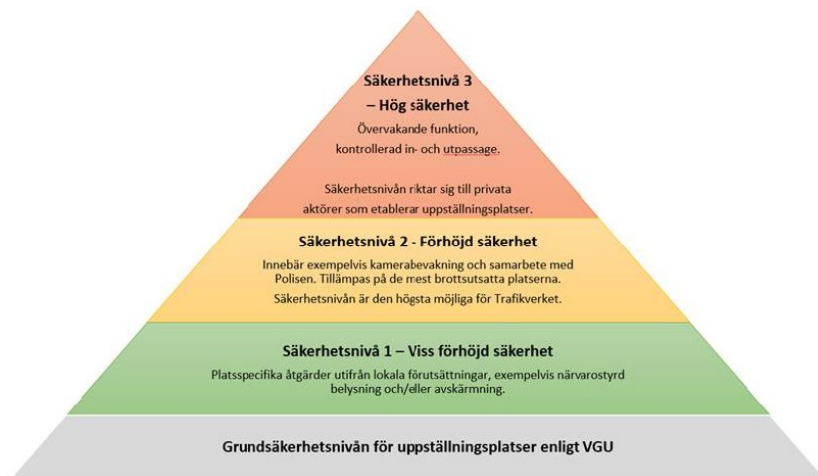 Säkerhetsnivå 3
– Hög säkerhet
Övervakande funktion,
kontrollerad in- och utpassage.
Säkerhetsnivån riktar sig till privata
aktörer som etablerar uppställningsplatser.
Säkerhetsnivå 2 - Förhöjd säkerhet
Innebär exempelvis kamerabevakning och samarbete med
Polisen. Tillämpas på de mest brottsutsatta platserna.
Säkerhetsnivån är den högsta möjliga för Trafikverket.
Säkerhetsnivå 1 – Viss förhöjd säkerhet
Platsspecifika åtgärder utifrån lokala förutsättningar, exempelvis närvarostyrd
belysning och/eller avskärmning.
Grundsäkerhetsnivån för uppställningsplatser enligt VGU